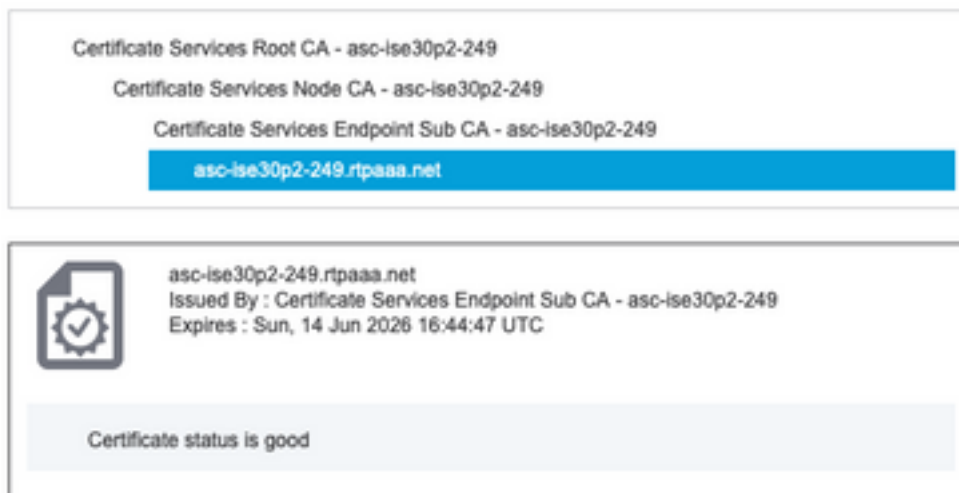 Certificate Services Root CA - asc-ise30p2-249
Certificate Services Node CA - asc-ise30p2-249
Certificate Services Endpoint Sub CA - asc-ise30p2-249
asc-ise30p2-249.rtpaaa.net
asc-ise30p2-249.rtpaaa.net
Issued By : Certificate Services Endpoint Sub CA - asc-ise30p2-249
Expires : Sun, 14 Jun 2026 16:44:47 UTC
Certificate status is good